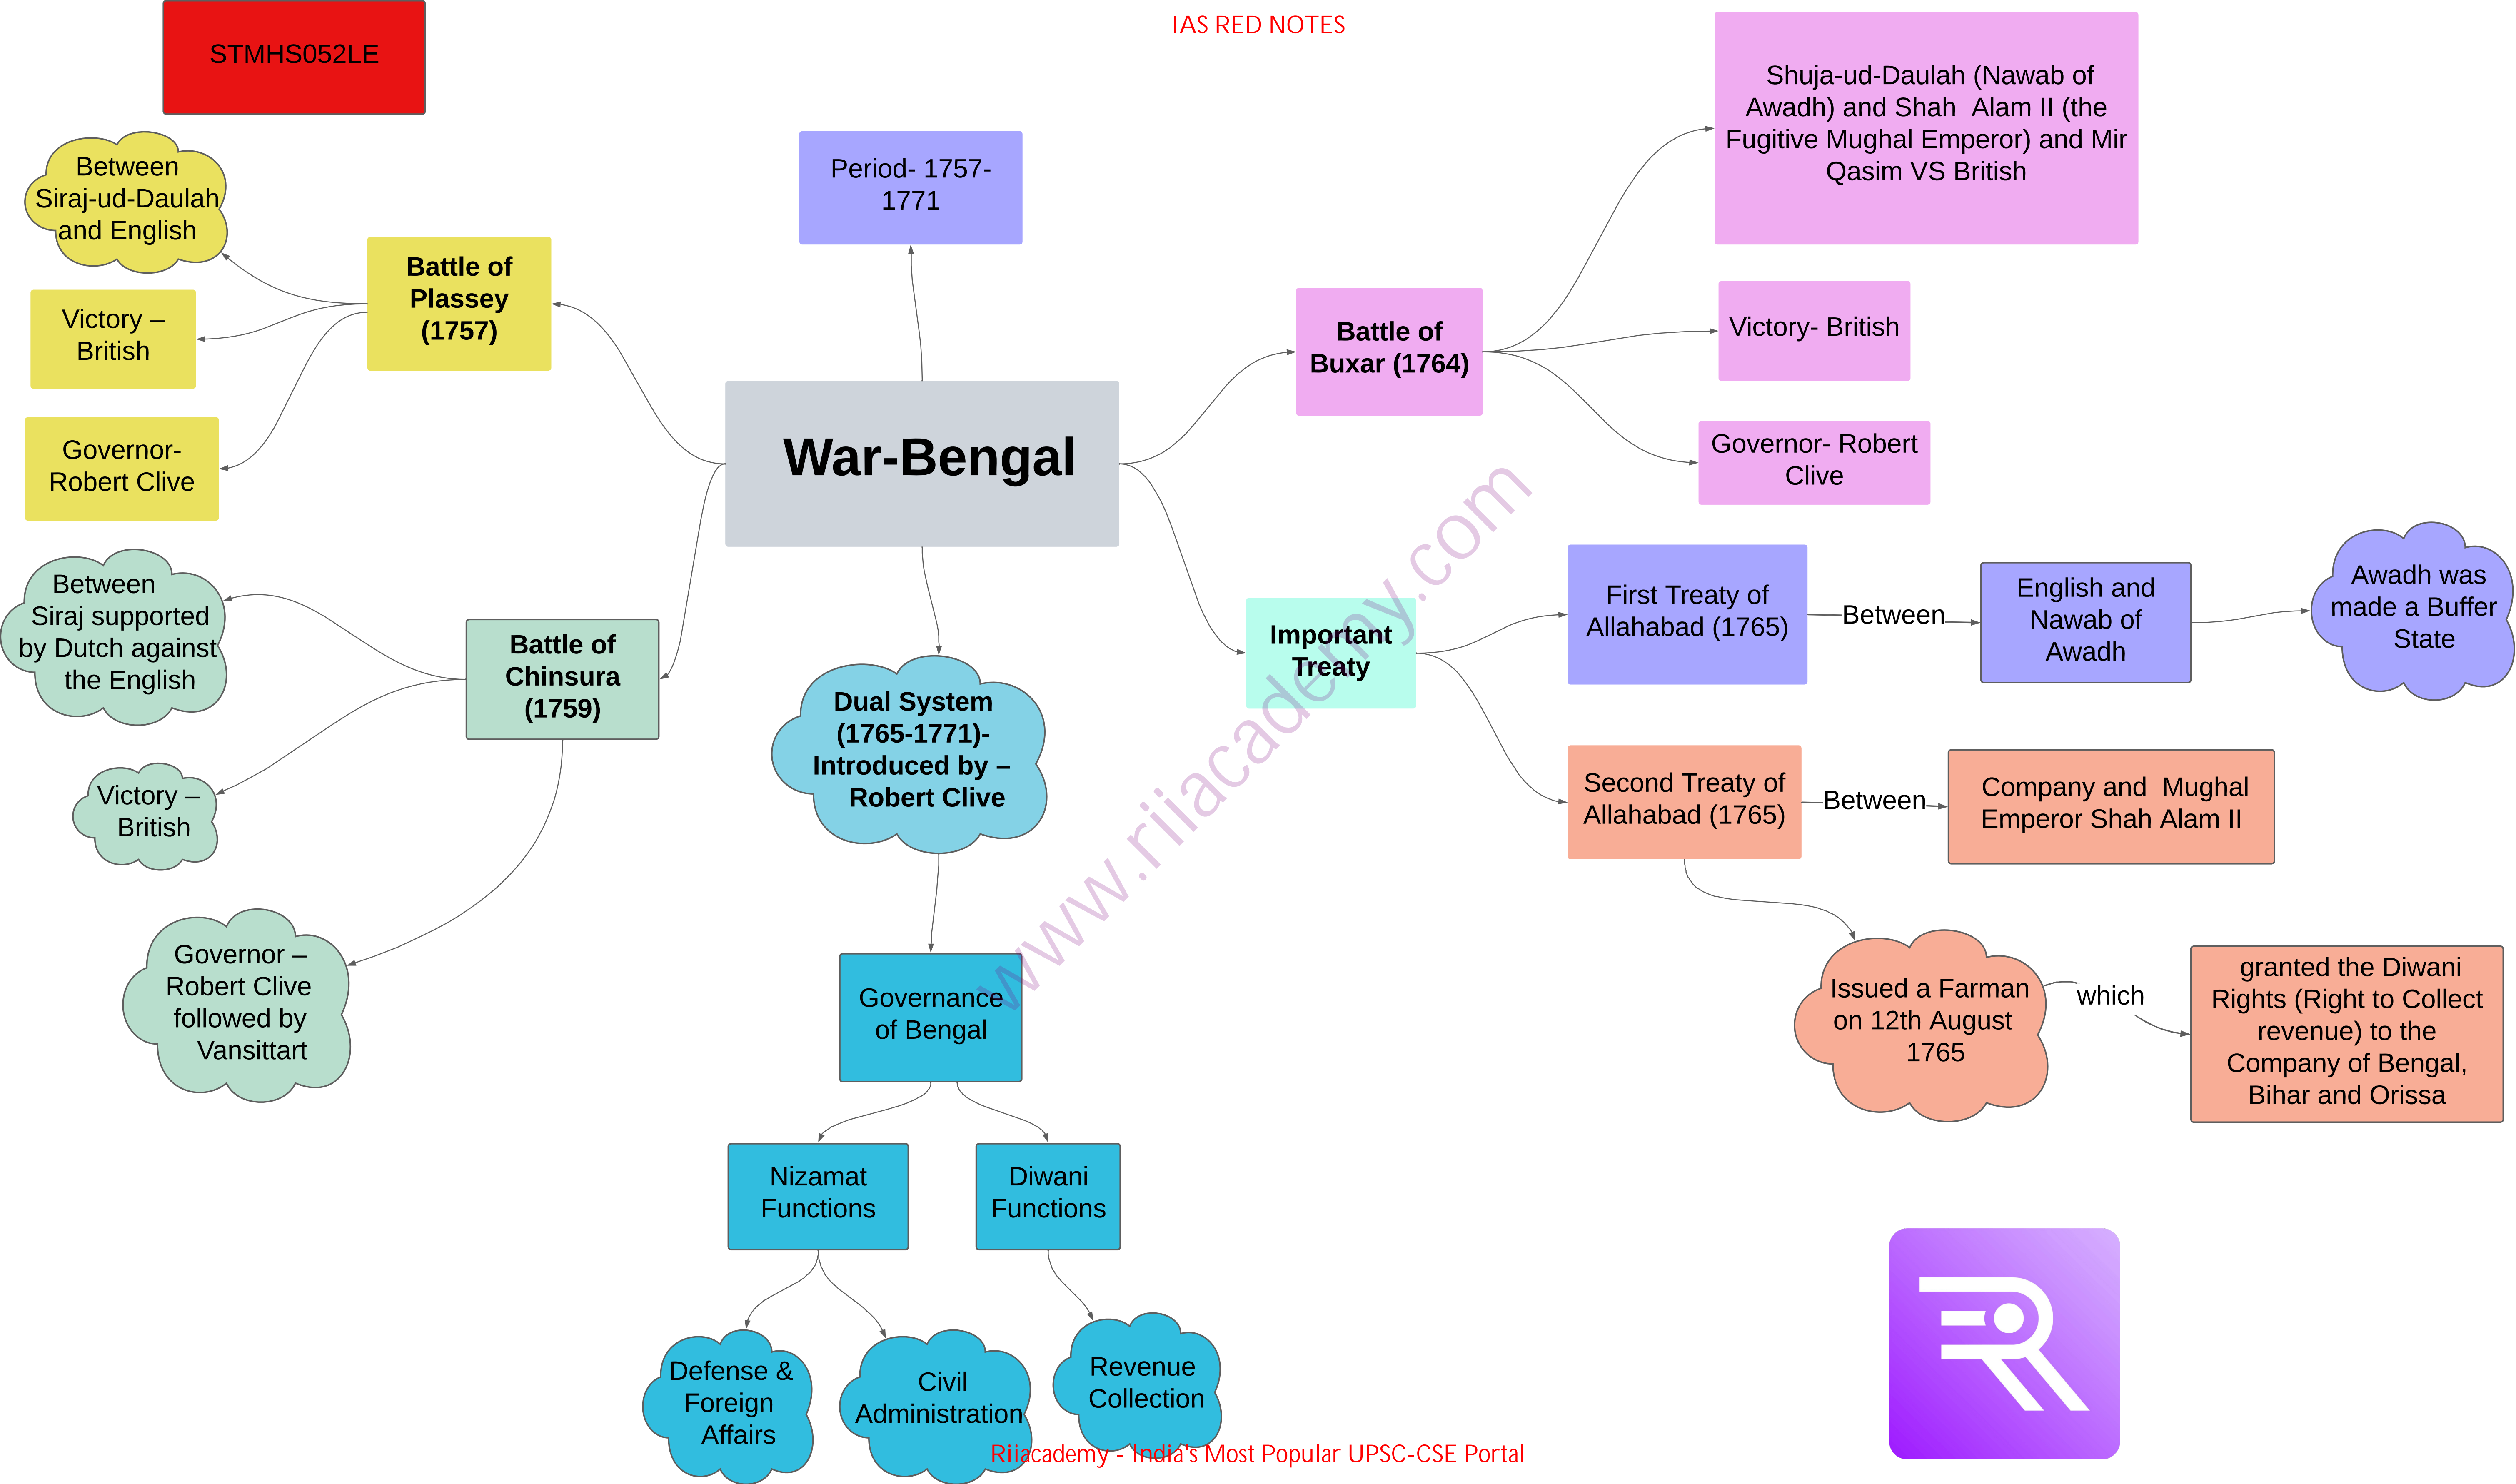 IAS RED NOTES
STMHS052LE
Between
Siraj-ud-Daulah
and English
Victory –
British
Governor-
Robert Clive
Battle of
Plassey
(1757)
Period- 1757-
1771
War-Bengal
Battle of
Buxar (1764)
Shuja-ud-Daulah (Nawab of
Awadh) and Shah  Alam II (the
Fugitive Mughal Emperor) and Mir
Qasim VS British
Victory- British
Governor- Robert
Clive
Between
Siraj supported
by Dutch against
the English
Victory –
British
Governor –
Robert Clive
followed by
Vansittart
Battle of
Chinsura
(1759)
Dual System
(1765-1771)-
Introduced by –
Robert Clive
Governance
of Bengal
Nizamat
Functions
Diwani
Functions
Defense &
Foreign
Affairs
Civil
Administration
Revenue
Collection
Important
Treaty
First Treaty of
Allahabad (1765)
Between
English and
Nawab of
Awadh
Awadh was
made a Buffer
State
Second Treaty of
Allahabad (1765)
Between
Company and  Mughal
Emperor Shah Alam II
Issued a Farman
on 12th August
1765
which
granted the Diwani
Rights (Right to Collect
revenue) to the
Company of Bengal,
Bihar and Orissa
www.riiacademy.com
Riiacademy - India's Most Popular UPSC-CSE Portal